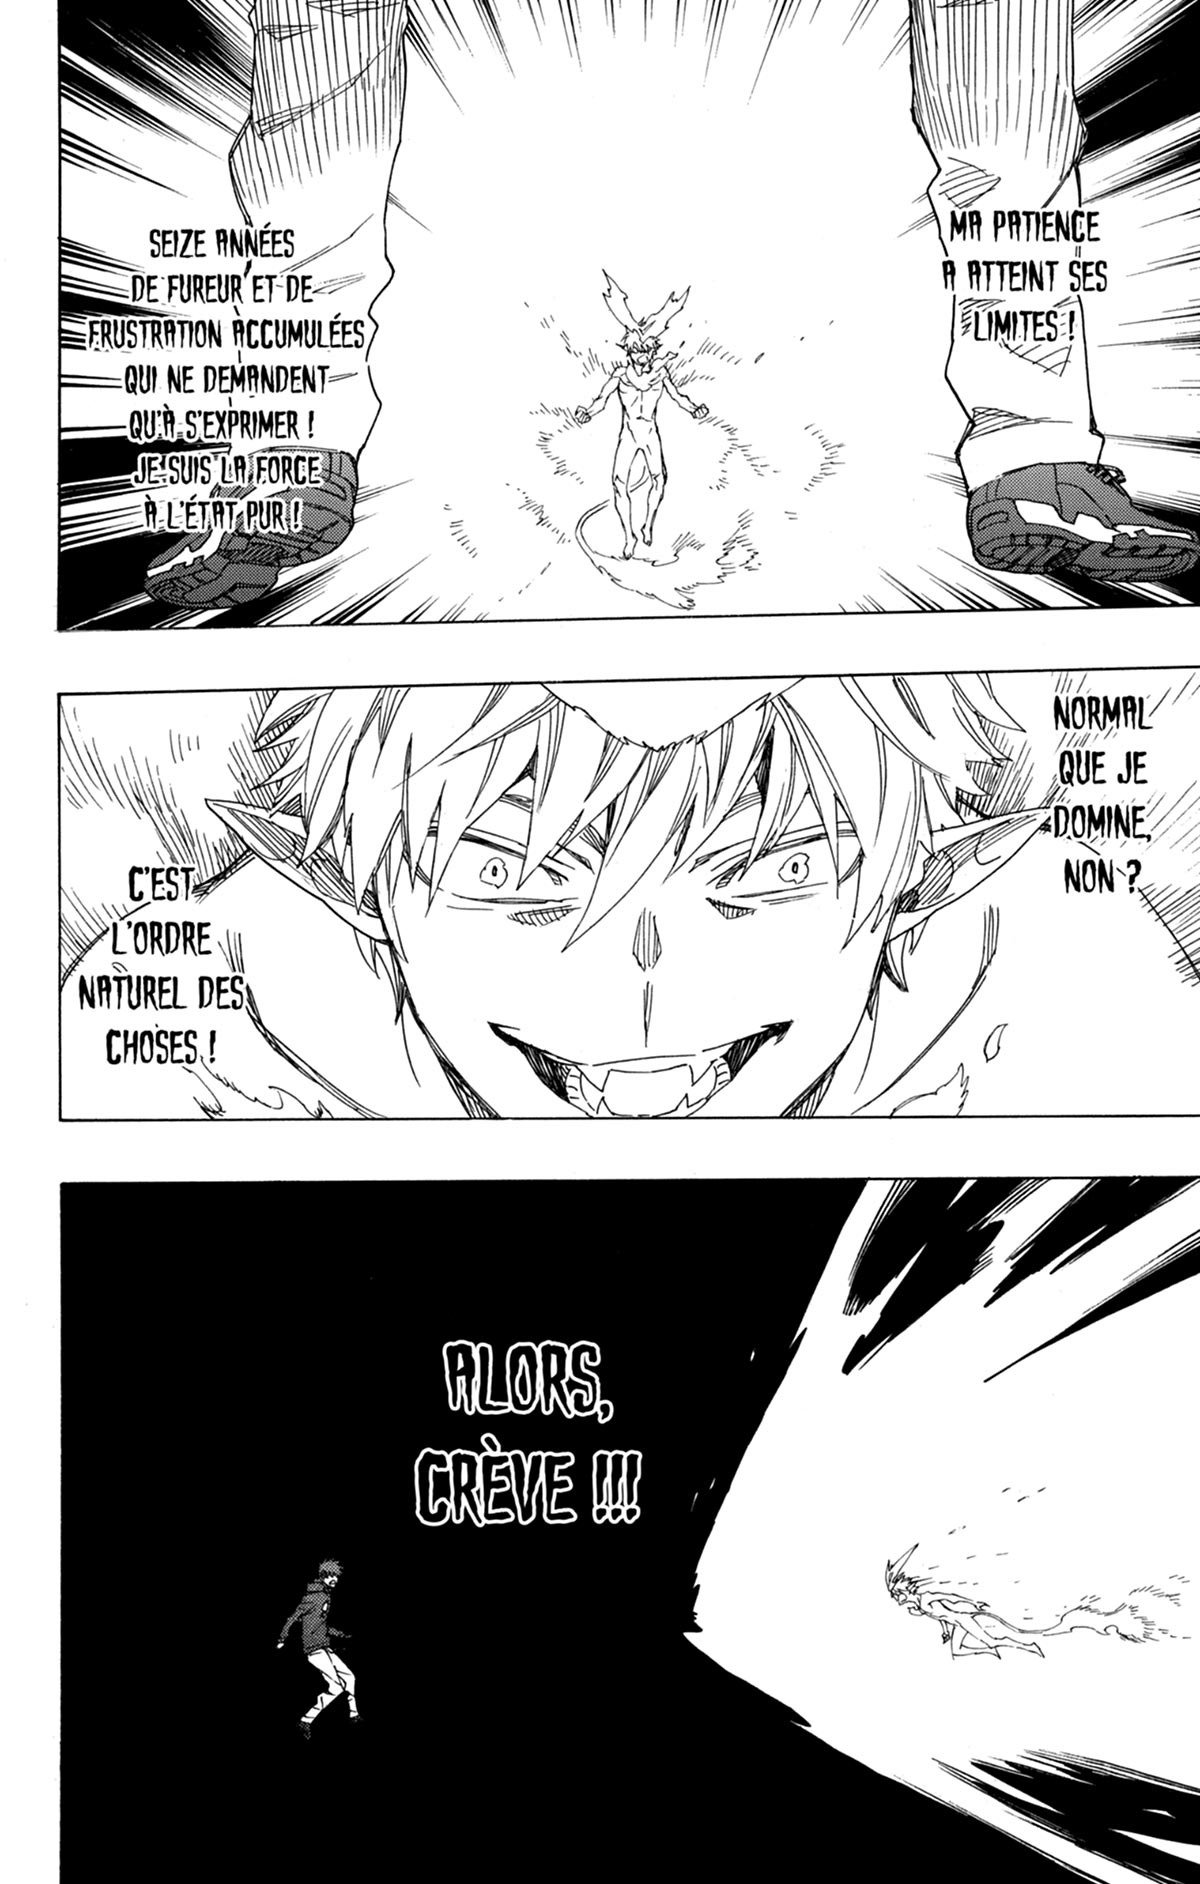 MA PATIENCE
A ATTEINT SES
LIMITES !
SEIZE ANNÉES
DE FUREUR ET DE
FRUSTRATION ACCUMULÉES
QUI NE DEMANDENT
QU'À S'EXPRIMER !
JE SUIS LA FORCE
À L'ÉTAT PUR !
NORMAL
QUE JE
DOMINE,
NON ?
C'EST
L'ORDRE
NATUREL DES
CHOSES !
ALORS,
CRÈVE !!!